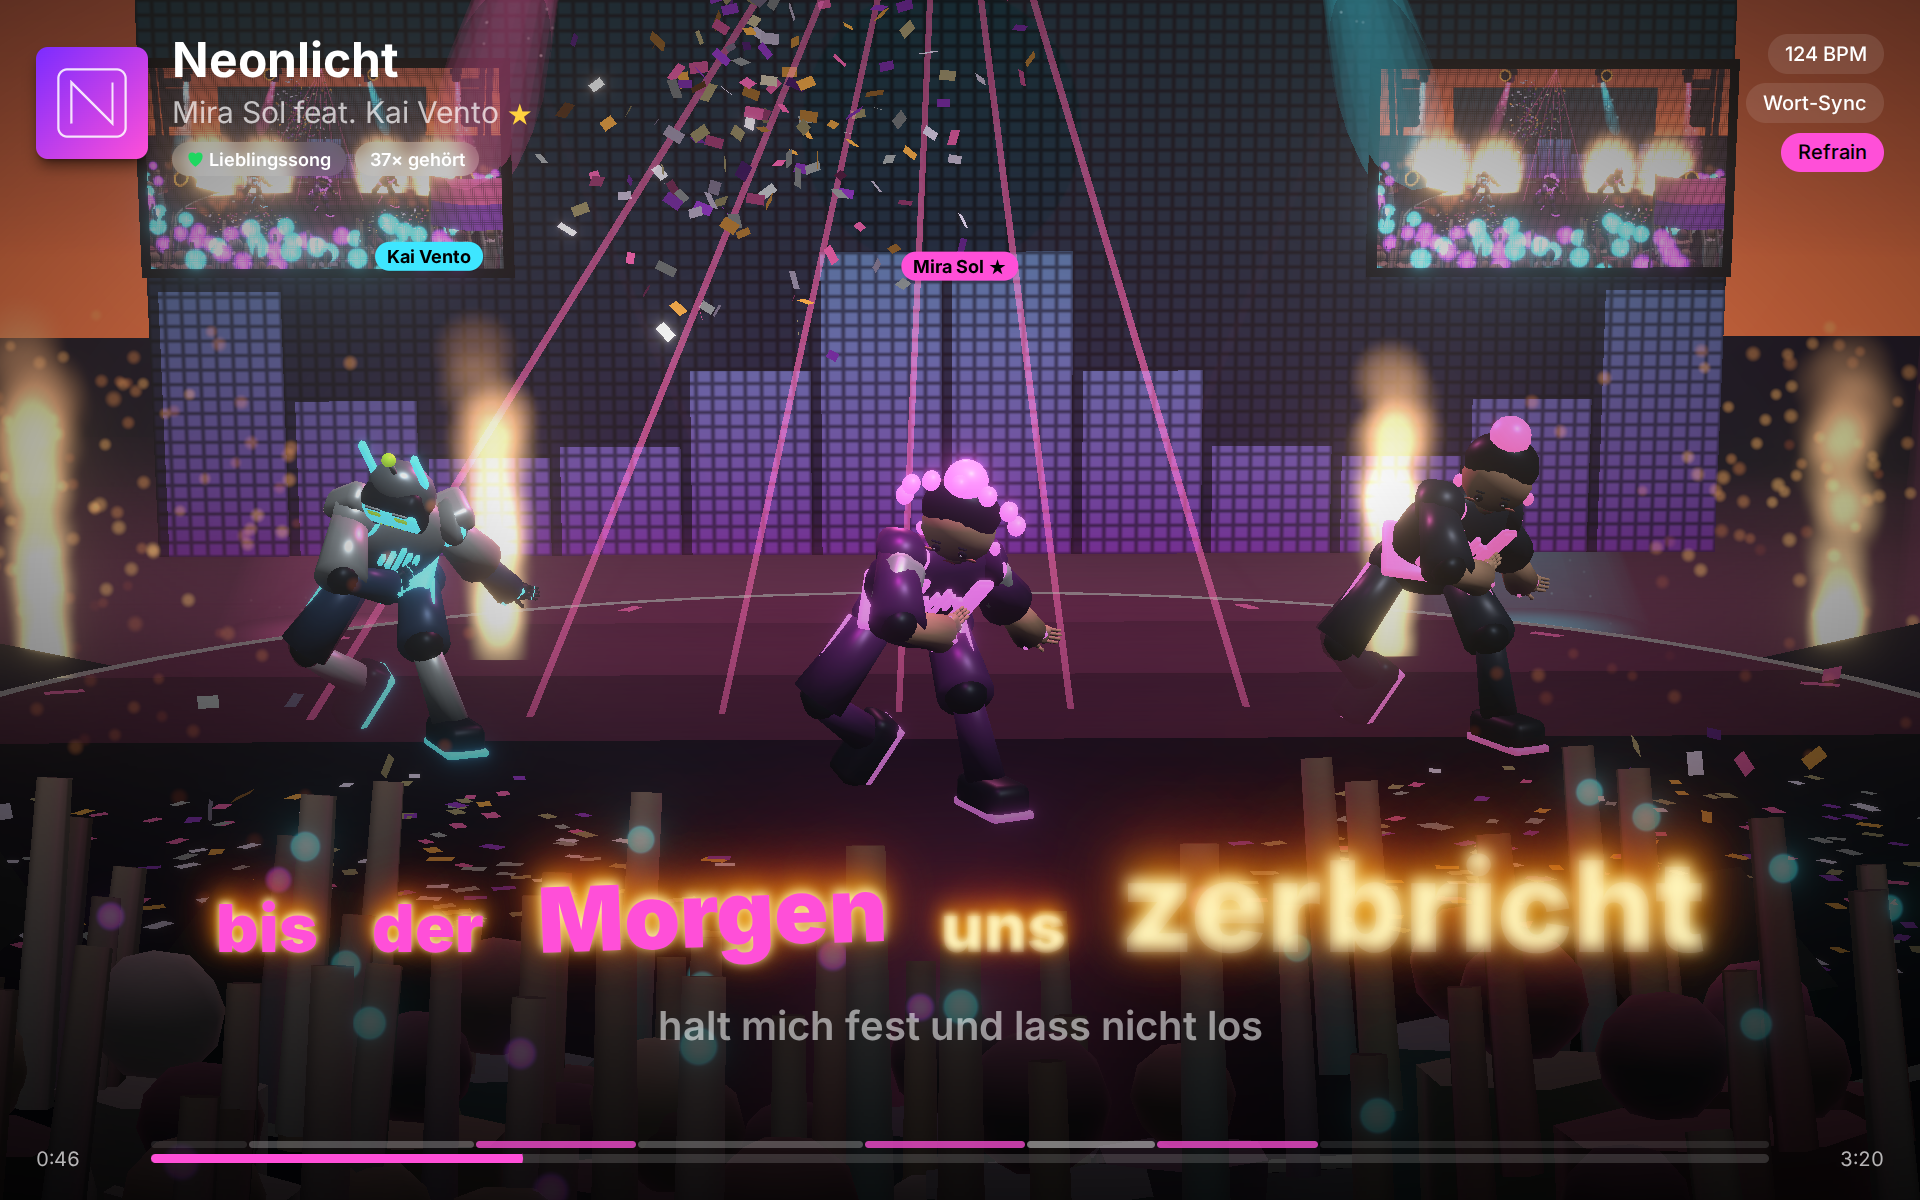 N
Neonlicht
Mira Sol feat. Kai Vento ★
Lieblingssong
37× gehört
124 BPM
Wort-Sync
Refrain
Kai Vento
Mira Sol ★
bis der Morgen uns zerbricht
halt mich fest und lass nicht los
0:46
3:20